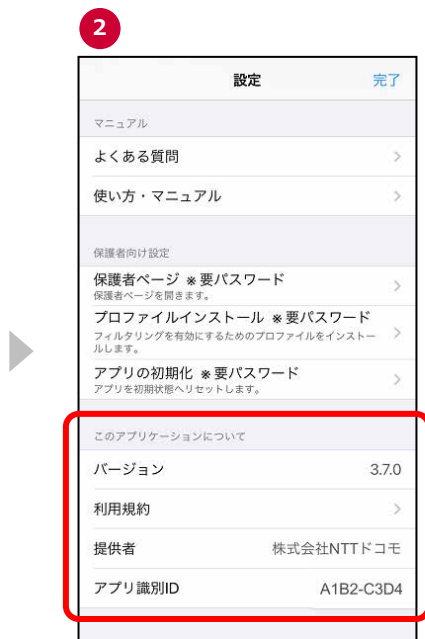 2
設定
完了
マニュアル
よくある質問
使い方・マニュアル
保護者向け設定
保護者ページ ※要パスワード
保護者ページを開きます。
プロファイルインストール ※要パスワード
フィルタリングを有効にするためのプロファイルをインストー
ルします。
アプリの初期化 ※要パスワード
アプリを初期状態へリセットします。
このアプリケーションについて
バージョン 3.7.0
利用規約
提供者 株式会社NTTドコモ
アプリ識別ID A1B2-C3D4